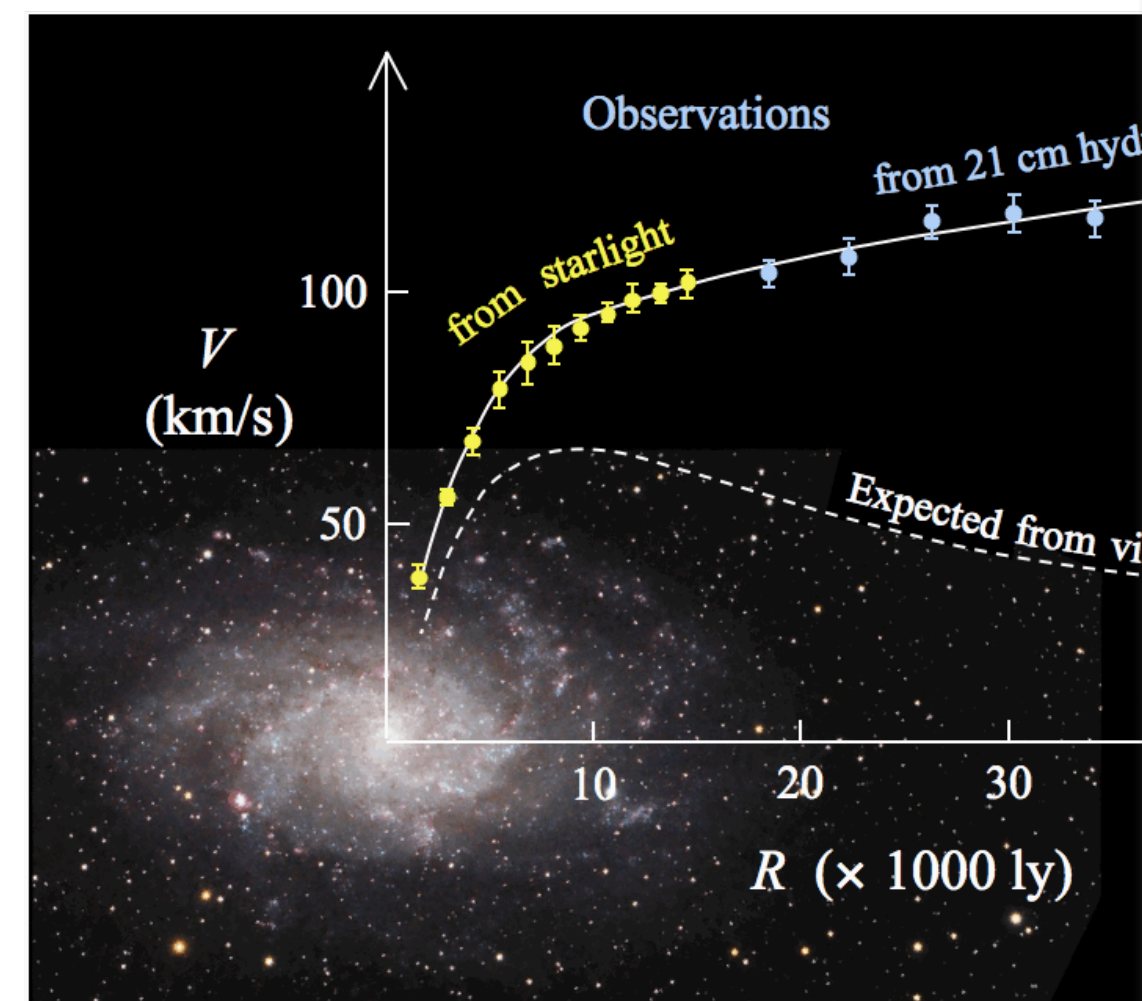 Observations
from 21 cm hyd
from starlight
100
V
(km/s)
50
Expected from vi
10
20
30
R (× 1000 ly)